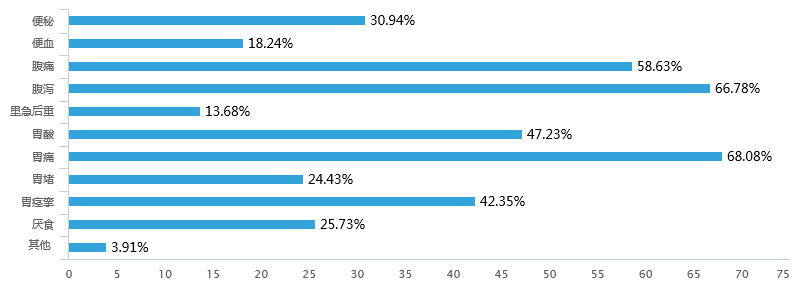 便秘 30.94%
便血 18.24%
腹痛 58.63%
腹泻 66.78%
里急后重 13.68%
胃酸 47.23%
胃痛 68.08%
胃堵 24.43%
胃痉挛 42.35%
厌食 25.73%
其他 3.91%
0 5 10 15 20 25 30 35 40 45 50 55 60 65 70 75